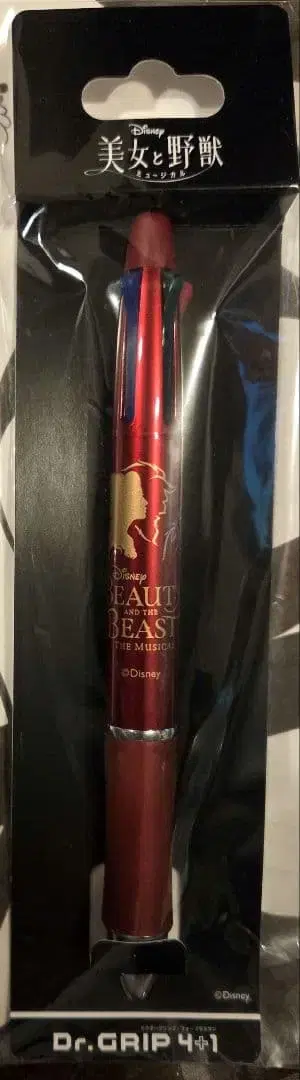 Disney
美女と野獣
ミュージカル
Disney
BEAUTY
AND THE
BEAST
THE MUSICAL
©Disney
©Disney
Dr.GRIP 4+1